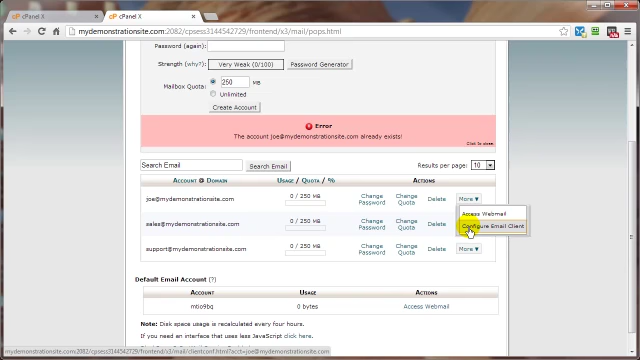 cPanel X
cPanel X
mydemonstrationsite.com:2082/cpsess3144542729/frontend/x3/mail/pops.html
Password (again):
Strength (why?): Very Weak (0/100) Password Generator
Mailbox Quota: 250 MB
Unlimited
Create Account
Error
The account joe@mydemonstrationsite.com already exists!
Click to close.
Search Email Search Email Results per page: 10
ACCOUNT @ DOMAIN USAGE / QUOTA / % ACTIONS
joe@mydemonstrationsite.com 0 / 250 MB Change Password Change Quota Delete More ▼
Access Webmail
Configure Email Client
sales@mydemonstrationsite.com 0 / 250 MB Change Password Change Quota Delete
support@mydemonstrationsite.com 0 / 250 MB Change Password Change Quota Delete More ▼
DEFAULT EMAIL ACCOUNT [?]
ACCOUNT USAGE ACTIONS
mtio9bq 0 bytes Access Webmail
Note: Disk space usage is recalculated every four hours.
If you need an interface that uses less JavaScript click here.
mydemonstrationsite.com:2082/cpsess3144542729/frontend/x3/mail/clientconf.html?acct=joe@mydemonstrationsite.com